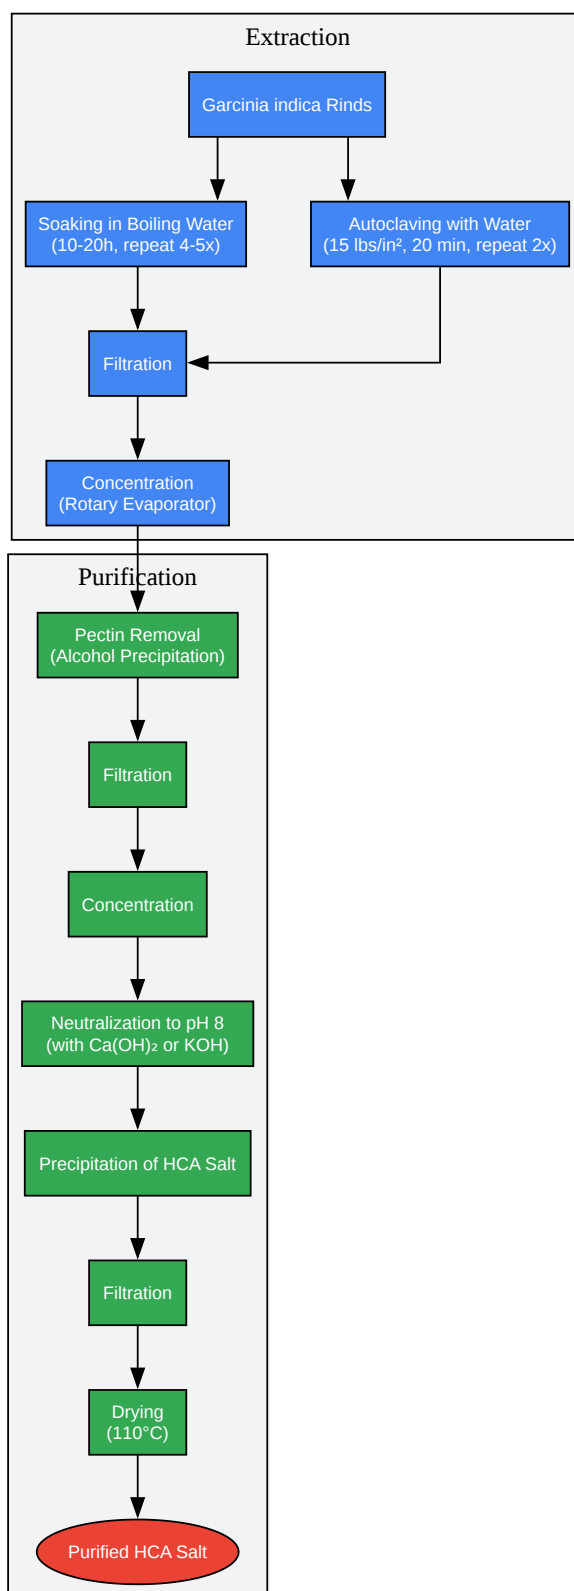 Extraction
Garcinia indica Rinds
Soaking in Boiling Water
(10-20h, repeat 4-5x)
Autoclaving with Water
(15 lbs/in², 20 min, repeat 2x)
Filtration
Concentration
(Rotary Evaporator)
Purification
Pectin Removal
(Alcohol Precipitation)
Filtration
Concentration
Neutralization to pH 8
(with Ca(OH)₂ or KOH)
Precipitation of HCA Salt
Filtration
Drying
(110°C)
Purified HCA Salt